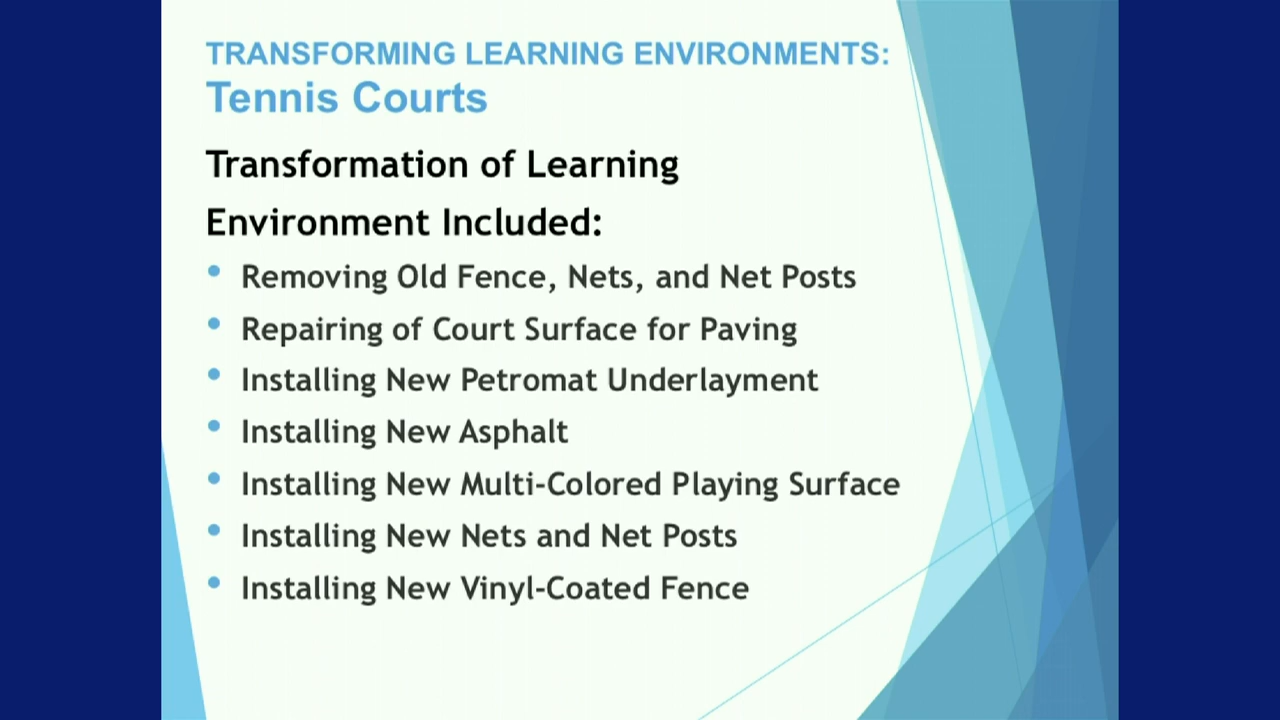 TRANSFORMING LEARNING ENVIRONMENTS:
Tennis Courts
Transformation of Learning
Environment Included:
• Removing Old Fence, Nets, and Net Posts
• Repairing of Court Surface for Paving
• Installing New Petromat Underlayment
• Installing New Asphalt
• Installing New Multi-Colored Playing Surface
• Installing New Nets and Net Posts
• Installing New Vinyl-Coated Fence